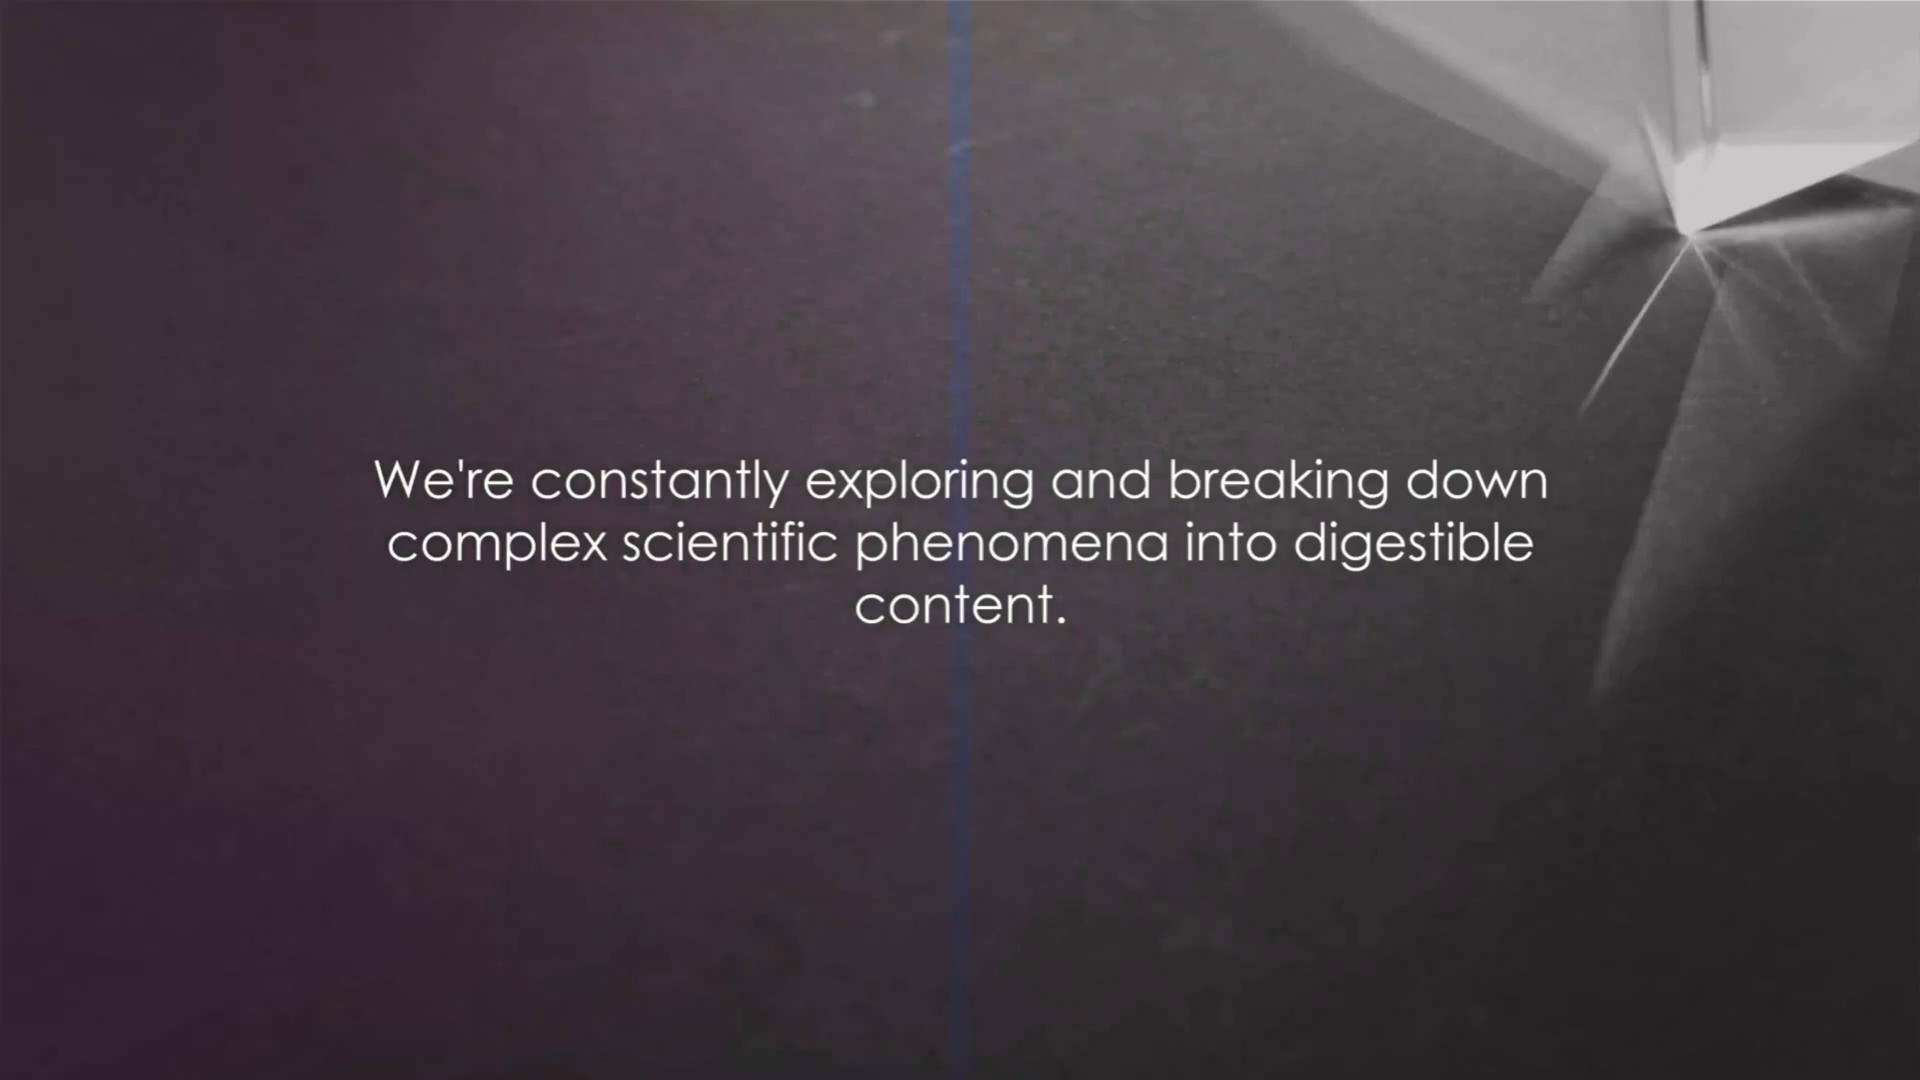 We're constantly exploring and breaking down
complex scientific phenomena into digestible
content.